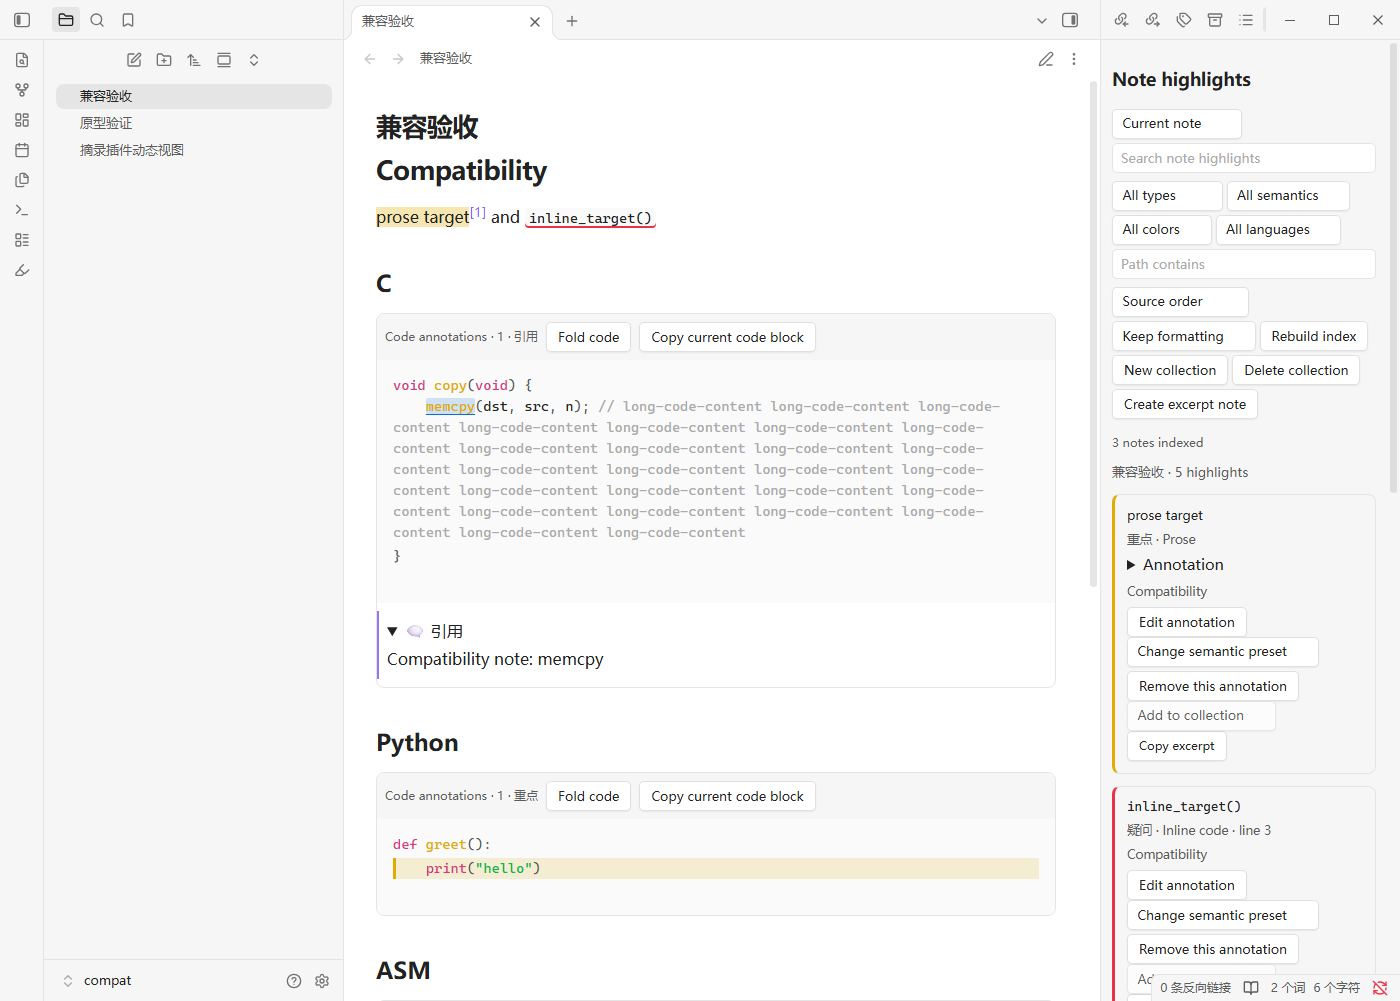 兼容验收
兼容验收
兼容验收
原型验证
摘录插件动态视图
compat
兼容验收
Compatibility
prose target[1] and inline_target()
C
Code annotations · 1 · 引用
Fold code
Copy current code block
void copy(void) {
memcpy(dst, src, n); // long-code-content long-code-content long-code-
content long-code-content long-code-content long-code-content long-code-
content long-code-content long-code-content long-code-content long-code-
content long-code-content long-code-content long-code-content long-code-
content long-code-content long-code-content long-code-content long-code-
content long-code-content long-code-content long-code-content long-code-
content long-code-content long-code-content
}
引用
Compatibility note: memcpy
Python
Code annotations · 1 · 重点
Fold code
Copy current code block
def greet():
print("hello")
ASM
Note highlights
Current note
Search note highlights
All types
All semantics
All colors
All languages
Path contains
Source order
Keep formatting
Rebuild index
New collection
Delete collection
Create excerpt note
3 notes indexed
兼容验收 · 5 highlights
prose target
重点 · Prose
Annotation
Compatibility
Edit annotation
Change semantic preset
Remove this annotation
Add to collection
Copy excerpt
inline_target()
疑问 · Inline code · line 3
Compatibility
Edit annotation
Change semantic preset
Remove this annotation
0 条反向链接
2 个词
6 个字符